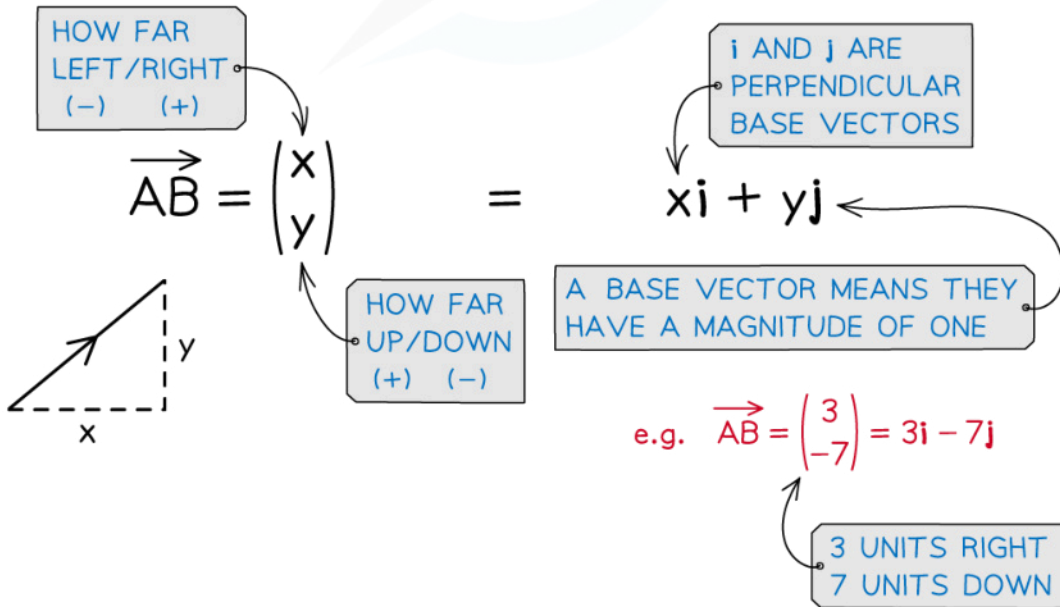 HOW FAR
LEFT/RIGHT
(-) (+)
i AND j ARE
PERPENDICULAR
BASE VECTORS
→
AB = (x y) = xi + yj
HOW FAR
UP/DOWN
(+) (-)
A BASE VECTOR MEANS THEY
HAVE A MAGNITUDE OF ONE
y
x
e.g. →AB = (3 -7) = 3i - 7j
3 UNITS RIGHT
7 UNITS DOWN